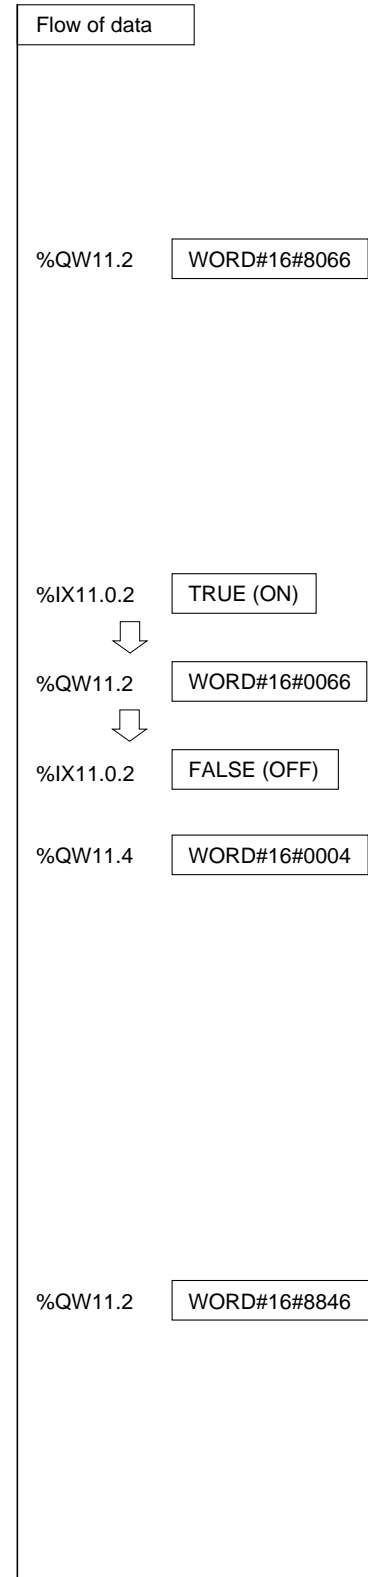 Flow of data
%QW11.2 WORD#16#8066
%IX11.0.2 TRUE (ON)
%QW11.2 WORD#16#0066
%IX11.0.2 FALSE (OFF)
%QW11.4 WORD#16#0004
%QW11.2 WORD#16#8846